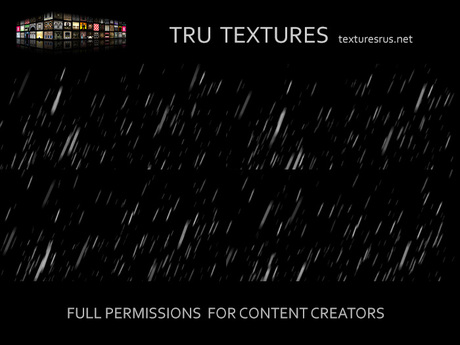 TRU TEXTURES texturesrus.net
FULL PERMISSIONS FOR CONTENT CREATORS